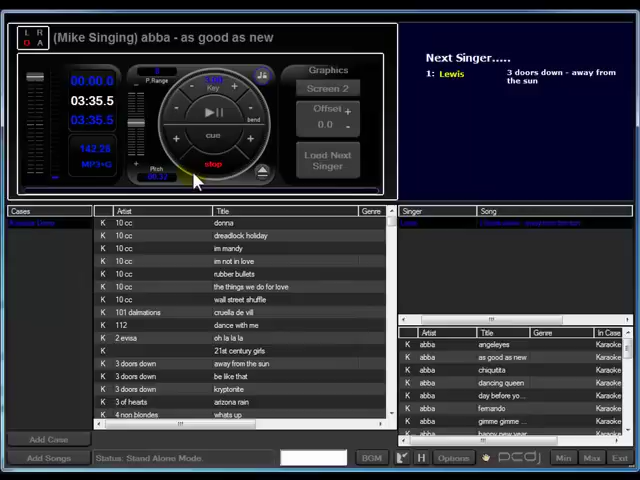 L R
D A
(Mike Singing) abba - as good as new
00:00.0
03:35.5
03:35.5
142.28
MP3+G
P.Range
Key
bend
cue
stop
Pitch
Graphics
Screen 2
Offset +
0.0 -
Load Next
Singer
Next Singer.....
1: Lewis 3 doors down - away from
the sun
Cases
Artist Title Genre
K 10 cc donna
K 10 cc dreadlock holiday
K 10 cc im mandy
K 10 cc im not in love
K 10 cc rubber bullets
K 10 cc the things we do for love
K 10 cc wall street shuffle
K 101 dalmations cruella de vil
K 112 dance with me
K 2 evisa oh la la la
K 21st century girls
K 3 doors down away from the sun
K 3 doors down be like that
K 3 doors down kryptonite
K 3 of hearts arizona rain
K 4 non blondes whats up
Singer Song
Lewis
Artist Title Genre In Case
K abba angeleyes Karaoke
K abba as good as new Karaoke
K abba chiquitita Karaoke
K abba dancing queen Karaoke
K abba day before yo... Karaoke
K abba fernando Karaoke
K abba gimme gimme ... Karaoke
K abba happy new year Karaoke
Add Case
Add Songs
Status: Stand Alone Mode.
BGM
H
Options
pcdj
Min
Max
Exit